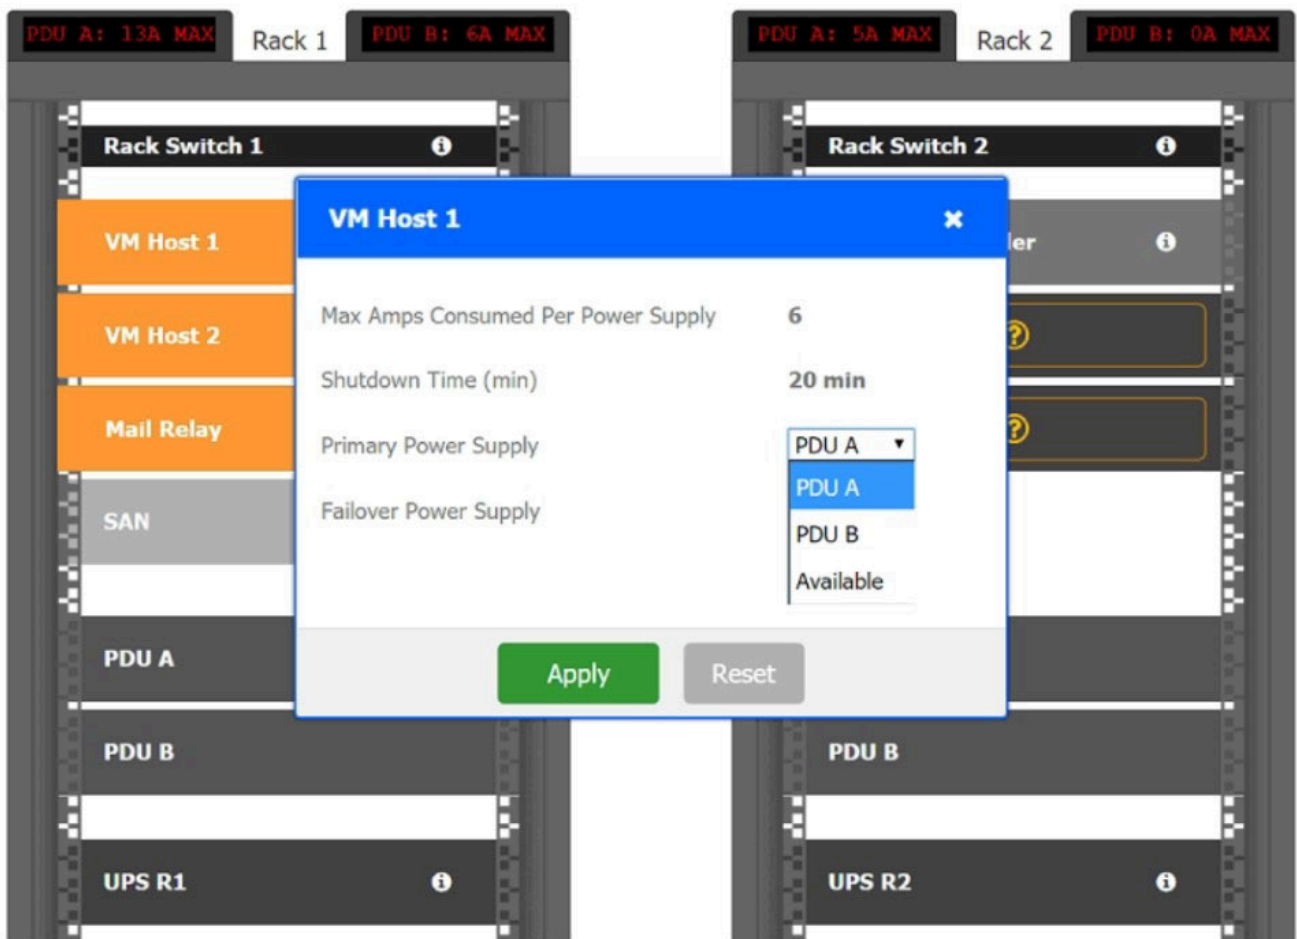 PDU A: 13A MAX
Rack 1
PDU B: 6A MAX
PDU A: 5A MAX
Rack 2
PDU B: 0A MAX
Rack Switch 1
Rack Switch 2
VM Host 1
VM Host 1
ler
VM Host 2
Mail Relay
SAN
Max Amps Consumed Per Power Supply 6
Shutdown Time (min) 20 min
Primary Power Supply PDU A
PDU A
Failover Power Supply
PDU B
Available
Apply
Reset
PDU A
PDU B
PDU B
UPS R1
UPS R2